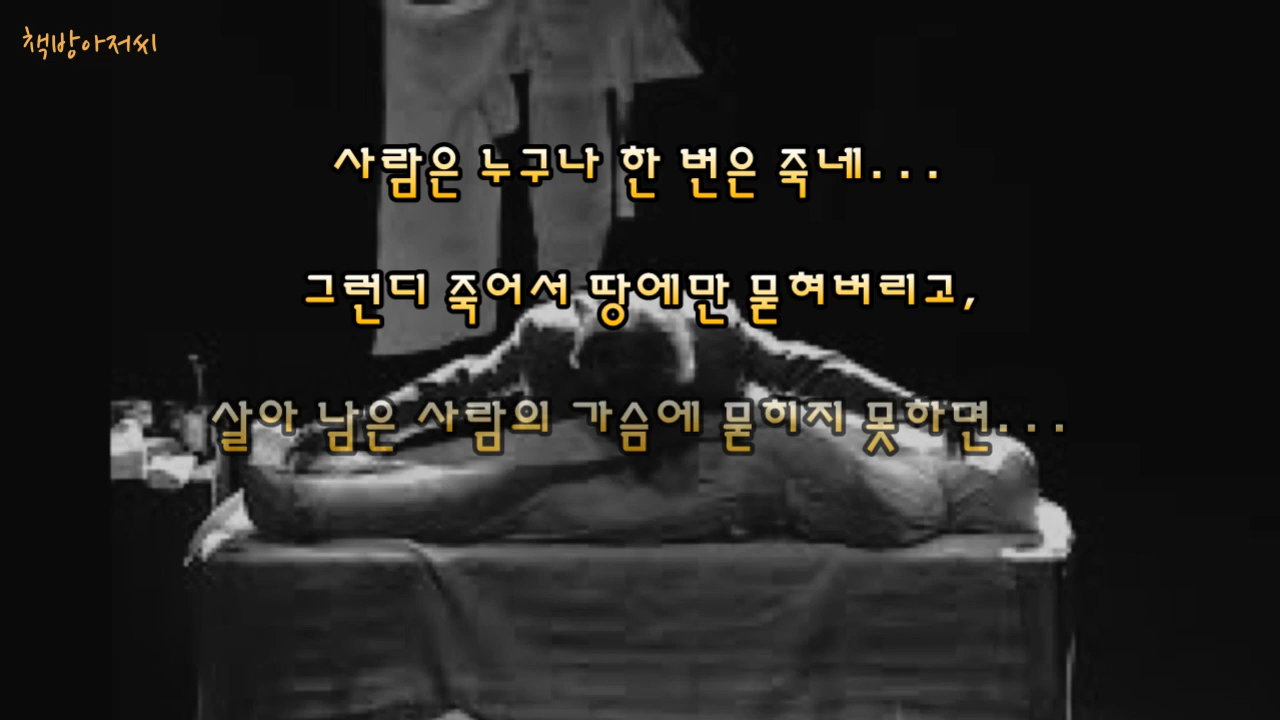 책방아저씨
사람은 누구나 한 번은 죽네...
그런디 죽어서 땅에만 묻혀버리고,
살아 남은 사람의 가슴에 묻히지 못하면...